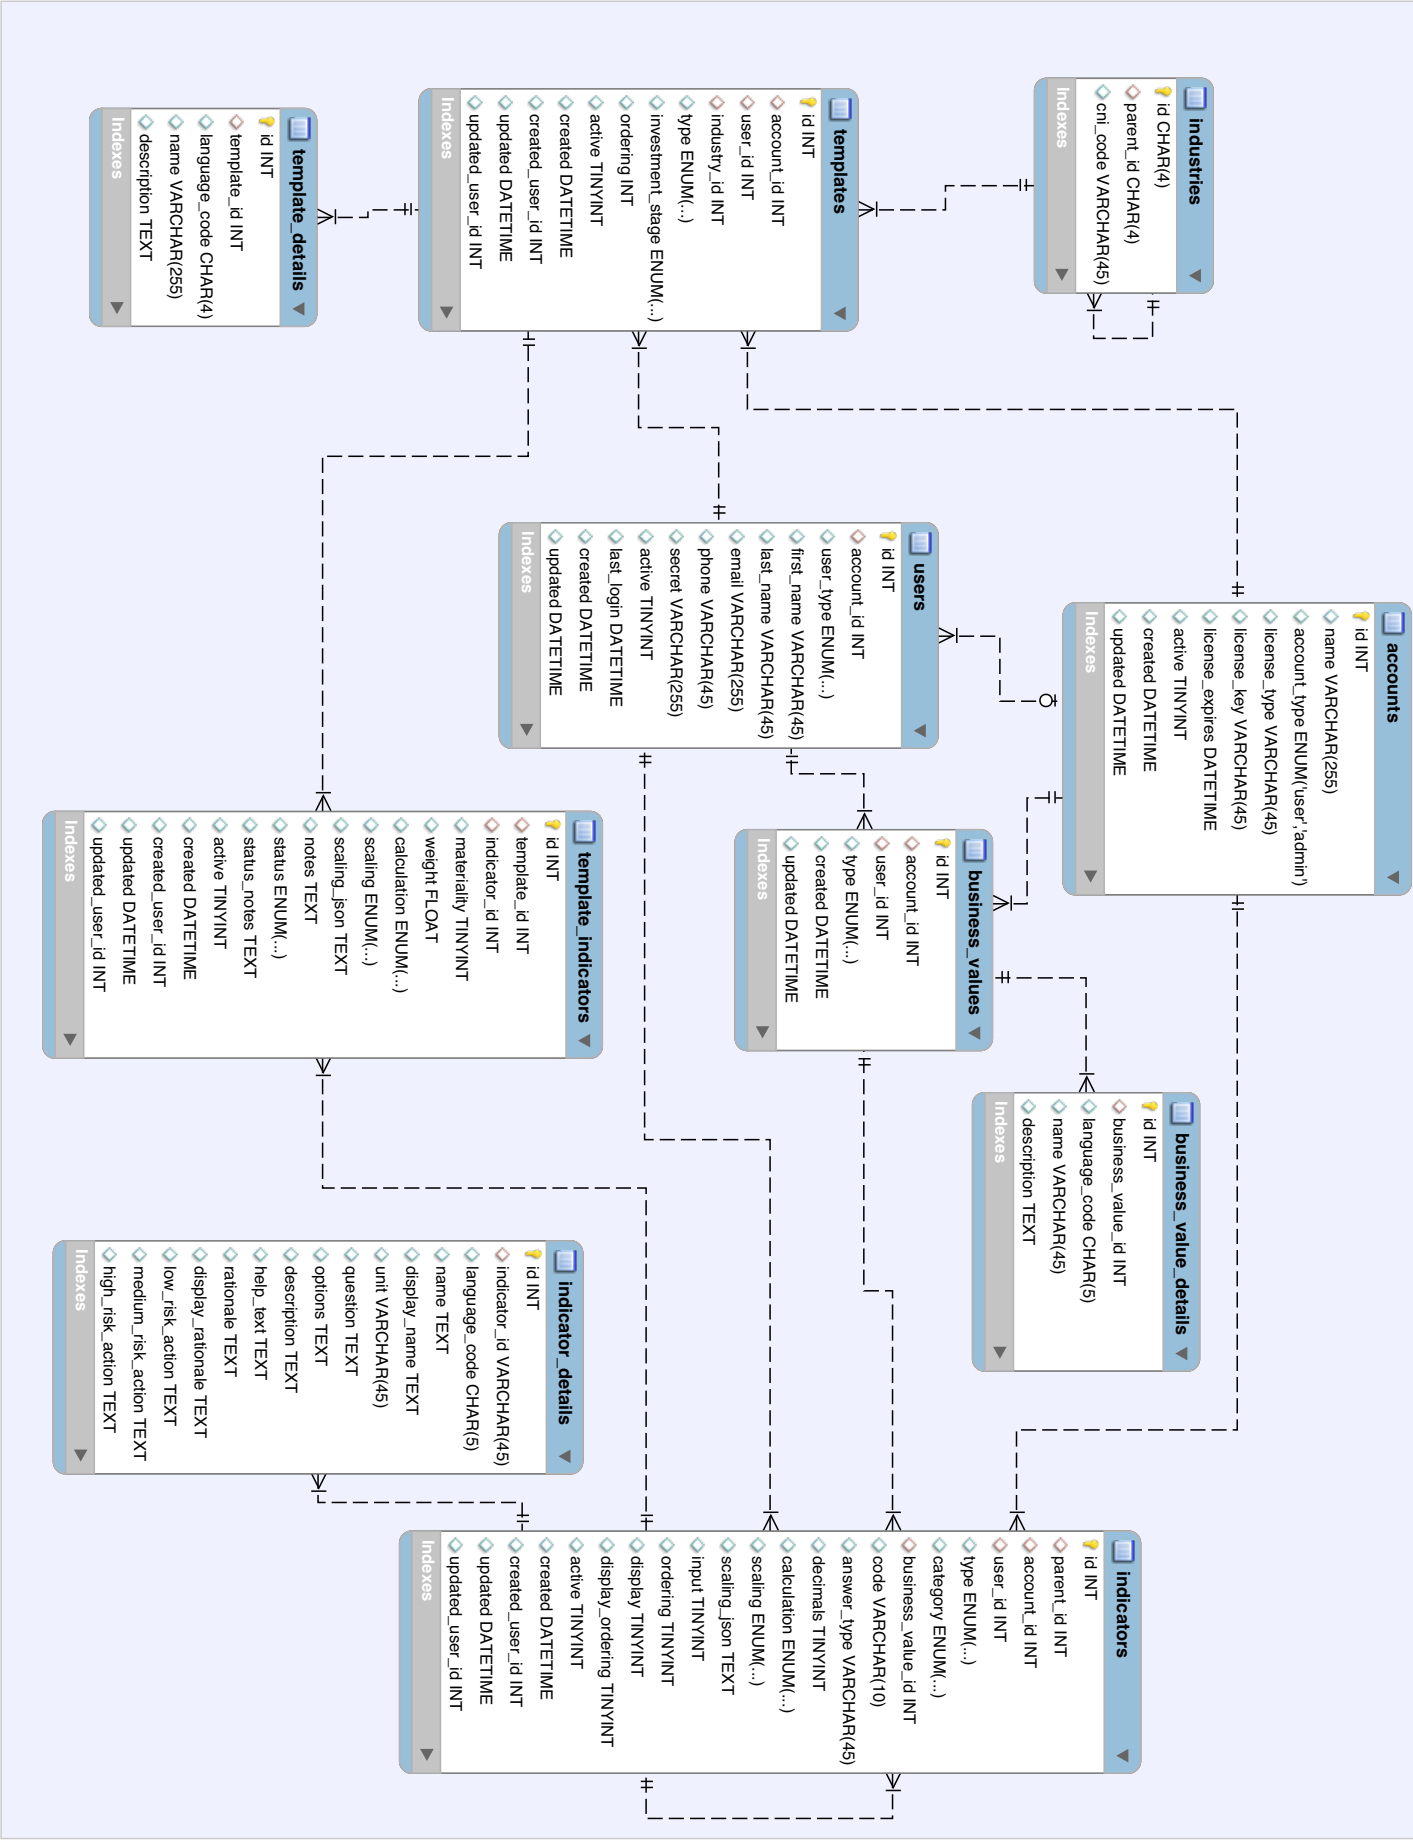 industries
id CHAR(4)
parent_id CHAR(4)
cni_code VARCHAR(45)
Indexes
templates
id INT
account_id INT
user_id INT
industry_id INT
type ENUM(...)
investment_stage ENUM(...)
ordering INT
active TINYINT
created DATETIME
created_user_id INT
updated DATETIME
updated_user_id INT
Indexes
template_details
id INT
template_id INT
language_code CHAR(4)
name VARCHAR(255)
description TEXT
Indexes
accounts
id INT
name VARCHAR(255)
account_type ENUM('user','admin')
license_type VARCHAR(45)
license_key VARCHAR(45)
license_expires DATETIME
active TINYINT
created DATETIME
updated DATETIME
Indexes
users
id INT
account_id INT
user_type ENUM(...)
first_name VARCHAR(45)
last_name VARCHAR(45)
email VARCHAR(255)
phone VARCHAR(45)
secret VARCHAR(255)
active TINYINT
last_login DATETIME
created DATETIME
updated DATETIME
Indexes
business_values
id INT
account_id INT
user_id INT
type ENUM(...)
created DATETIME
updated DATETIME
Indexes
template_indicators
id INT
template_id INT
indicator_id INT
materiality TINYINT
weight FLOAT
calculation ENUM(...)
scaling ENUM(...)
scaling_json TEXT
notes TEXT
status ENUM(...)
status_notes TEXT
active TINYINT
created DATETIME
created_user_id INT
updated DATETIME
updated_user_id INT
Indexes
business_value_details
id INT
business_value_id INT
language_code CHAR(5)
name VARCHAR(45)
description TEXT
Indexes
indicator_details
id INT
indicator_id VARCHAR(45)
language_code CHAR(5)
name TEXT
display_name TEXT
unit VARCHAR(45)
question TEXT
options TEXT
description TEXT
help_text TEXT
rationale TEXT
display_rationale TEXT
low_risk_action TEXT
medium_risk_action TEXT
high_risk_action TEXT
Indexes
indicators
id INT
parent_id INT
account_id INT
user_id INT
type ENUM(...)
category ENUM(...)
business_value_id INT
code VARCHAR(10)
answer_type VARCHAR(45)
decimals TINYINT
calculation ENUM(...)
scaling ENUM(...)
scaling_json TEXT
input TINYINT
ordering TINYINT
display TINYINT
display_ordering TINYINT
active TINYINT
created DATETIME
created_user_id INT
updated DATETIME
updated_user_id INT
Indexes